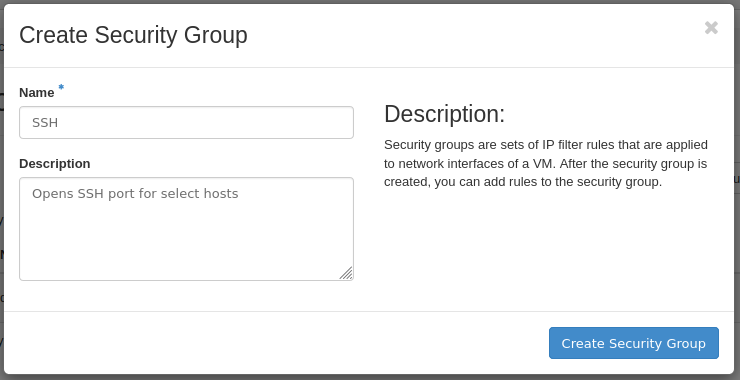 Create Security Group
Name *
SSH
Description
Opens SSH port for select hosts
Description:
Security groups are sets of IP filter rules that are applied
to network interfaces of a VM. After the security group is
created, you can add rules to the security group.
Create Security Group